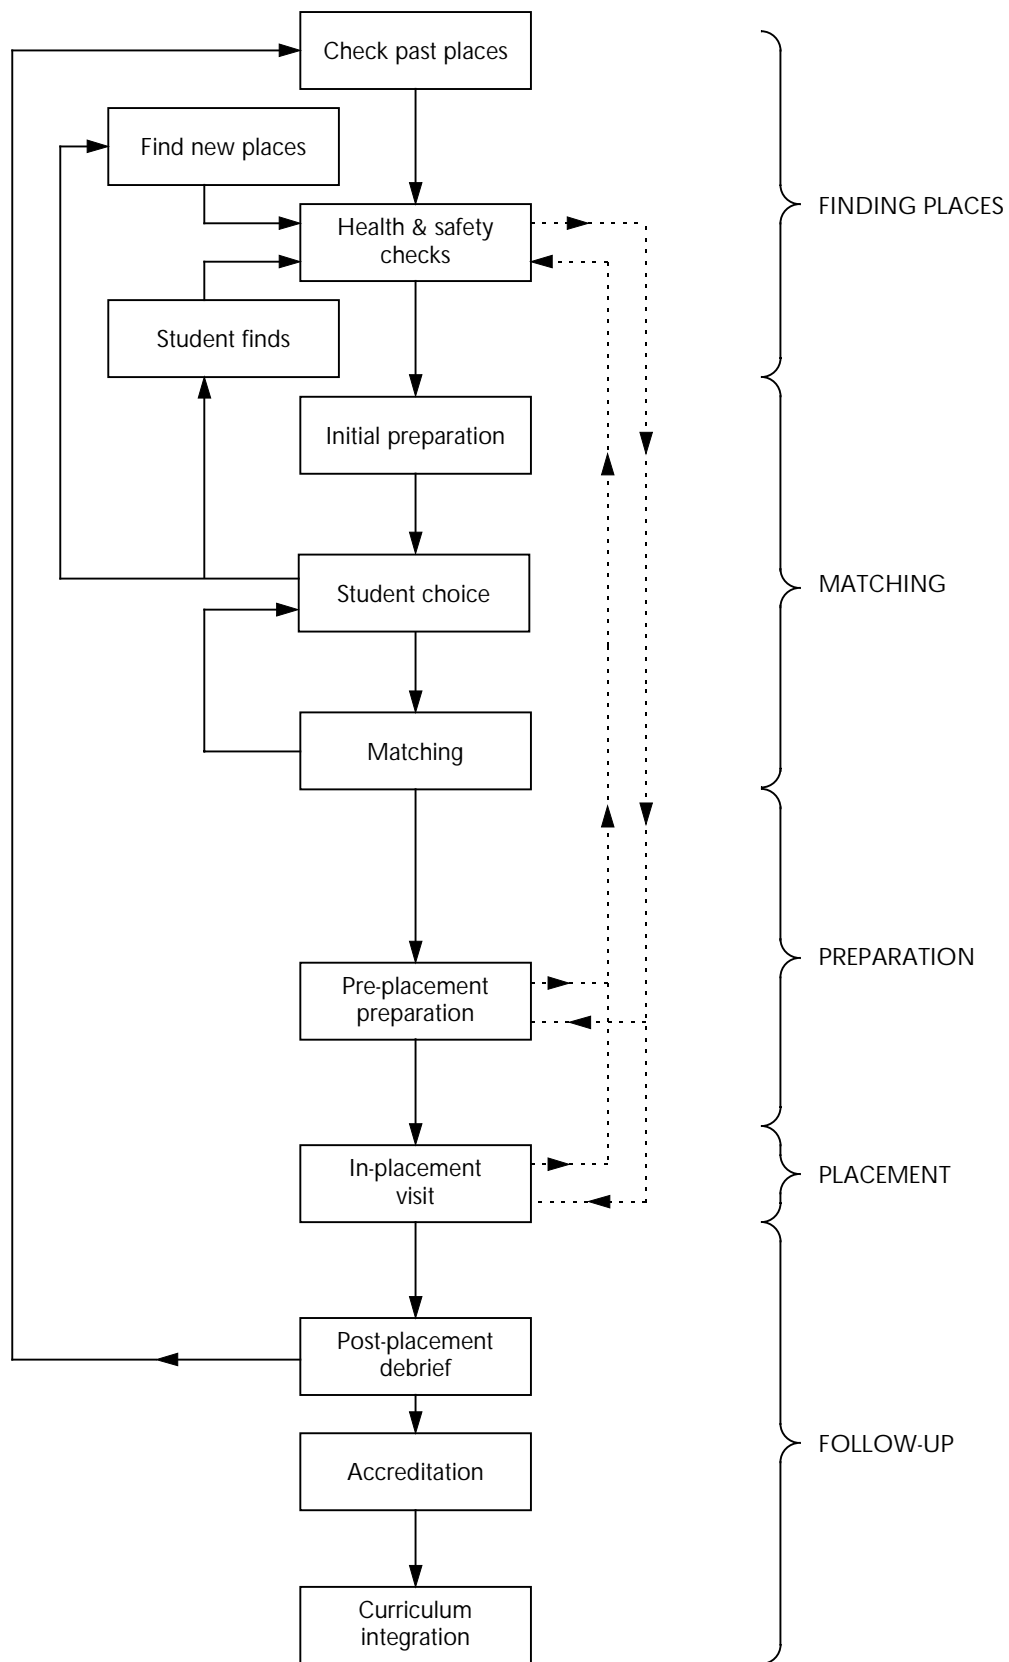 Check past places
Find new places
Health & safety
checks
FINDING PLACES
Student finds
Initial preparation
Student choice
MATCHING
Matching
Pre-placement
preparation
PREPARATION
In-placement
visit
PLACEMENT
Post-placement
debrief
FOLLOW-UP
Accreditation
Curriculum
integration